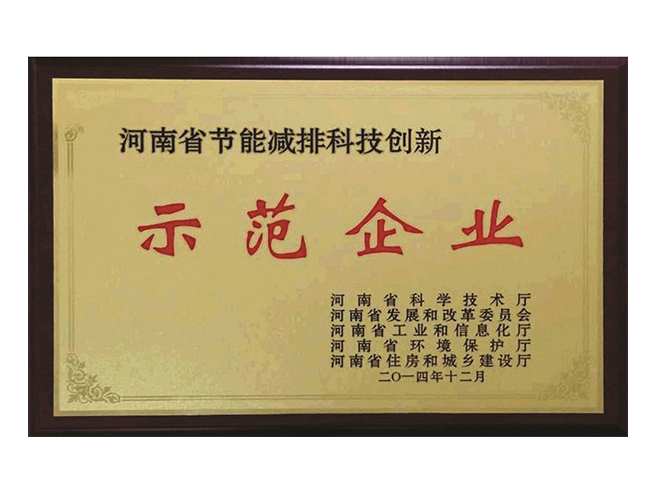 河南省节能减排科技创新
示范企业
河南省科学技术厅
河南省发展和改革委员会
河南省工业和信息化厅
河南省环境保护厅
河南省住房和城乡建设厅
二〇一四年十二月